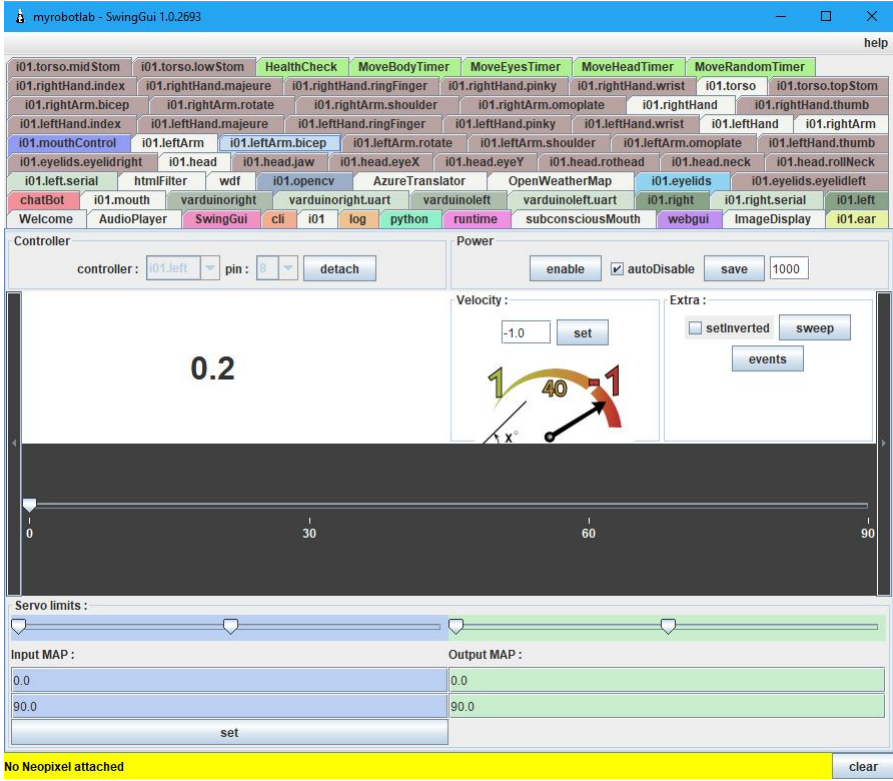 myrobotlab - SwingGui 1.0.2693
help
i01.torso.midStom i01.torso.lowStom HealthCheck MoveBodyTimer MoveEyesTimer MoveHeadTimer MoveRandomTimer
i01.rightHand.index i01.rightHand.majeure i01.rightHand.ringFinger i01.rightHand.pinky i01.rightHand.wrist i01.torso i01.torso.topStom
i01.rightArm.bicep i01.rightArm.rotate i01.rightArm.shoulder i01.rightArm.omoplate i01.rightHand i01.rightHand.thumb
i01.leftHand.index i01.leftHand.majeure i01.leftHand.ringFinger i01.leftHand.pinky i01.leftHand.wrist i01.leftHand i01.rightArm
i01.mouthControl i01.leftArm i01.leftArm.bicep i01.leftArm.rotate i01.leftArm.shoulder i01.leftArm.omoplate i01.leftHand.thumb
i01.eyelids.eyelidright i01.head i01.head.jaw i01.head.eyeX i01.head.eyeY i01.head.rothead i01.head.neck i01.head.rollNeck
i01.left.serial htmlFilter wdf i01.opencv AzureTranslator OpenWeatherMap i01.eyelids i01.eyelids.eyelidleft
chatBot i01.mouth varduinoright varduinoright.uart varduinoleft varduinoleft.uart i01.right i01.right.serial i01.left
Welcome AudioPlayer SwingGui cli i01 log python runtime subconsciousMouth webgui ImageDisplay i01.ear
Controller
controller : i01.left pin : 8 detach
Power
enable autoDisable save 1000
0.2
Velocity :
-1.0 set
1 40 -1
x°
Extra :
setInverted sweep
events
0 30 60 90
Servo limits :
Input MAP : Output MAP :
0.0 0.0
90.0 90.0
set
No Neopixel attached clear